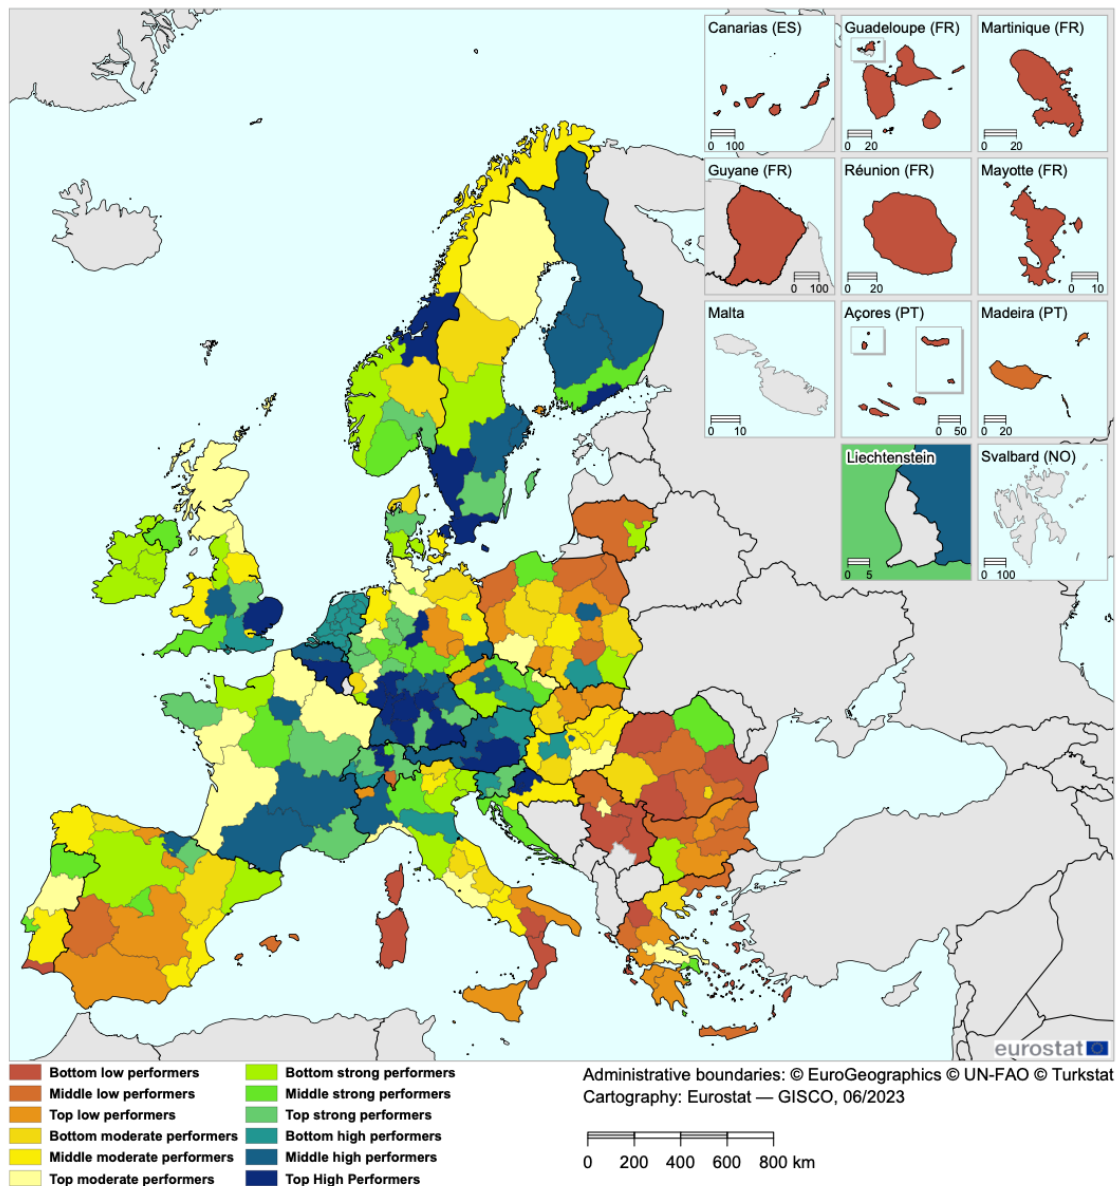 Canarias (ES)
0 100
Guadeloupe (FR)
0 20
Martinique (FR)
0 20
Guyane (FR)
0 100
Réunion (FR)
0 20
Mayotte (FR)
0 10
Malta
0 10
Açores (PT)
0 50
Madeira (PT)
0 20
Liechtenstein
0 5
Svalbard (NO)
0 100
eurostat
Bottom low performers
Middle low performers
Top low performers
Bottom moderate performers
Middle moderate performers
Top moderate performers
Bottom strong performers
Middle strong performers
Top strong performers
Bottom high performers
Middle high performers
Top High Performers
Administrative boundaries: © EuroGeographics © UN-FAO © Turkstat
Cartography: Eurostat — GISCO, 06/2023
0 200 400 600 800 km